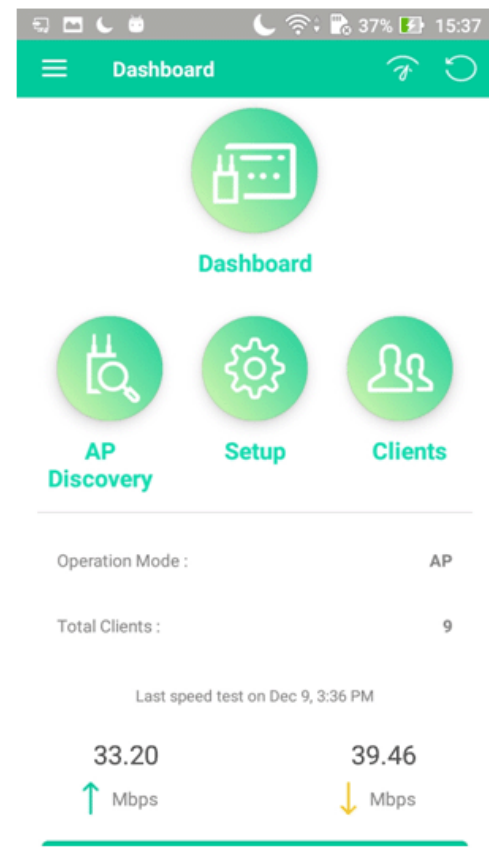 37% 15:37
Dashboard
Dashboard
AP
Discovery
Setup
Clients
Operation Mode : AP
Total Clients : 9
Last speed test on Dec 9, 3:36 PM
33.20 39.46
Mbps Mbps